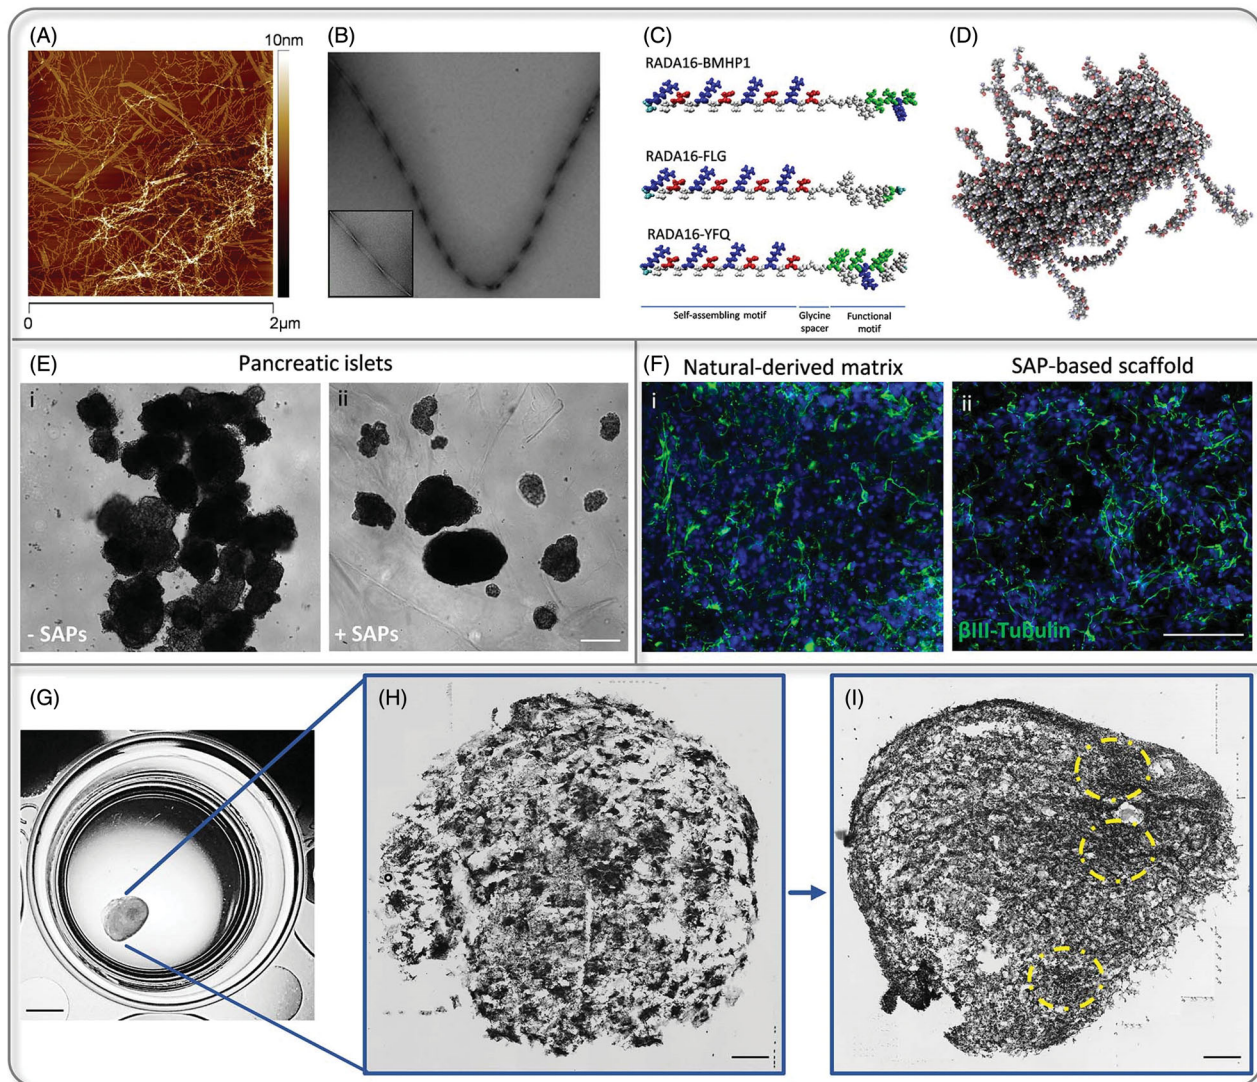 (A)
10nm
0
2µm
(B)
(C)
RADA16-BMHP1
RADA16-FLG
RADA16-YFQ
Self-assembling motif
Glycine
spacer
Functional
motif
(D)
(E)
Pancreatic islets
i
- SAPs
ii
+ SAPs
(F)
Natural-derived matrix
i
SAP-based scaffold
ii
βIII-Tubulin
(G)
(H)
(I)